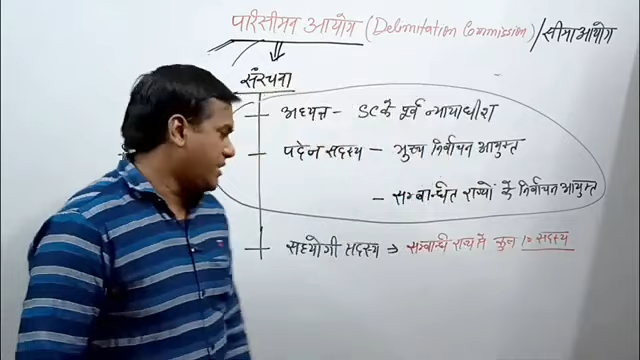 परिसीमन आयोग (Delimitation Commission) / सीमा आयोग
संरचना
अध्यक्ष - SC के पूर्व न्यायाधीश
पदेन सदस्य - मुख्य निर्वाचन आयुक्त
- सम्बन्धित राज्यों के निर्वाचन आयुक्त
सहयोगी सदस्य → सम्बन्धित राज्य से कुल 10 सदस्य